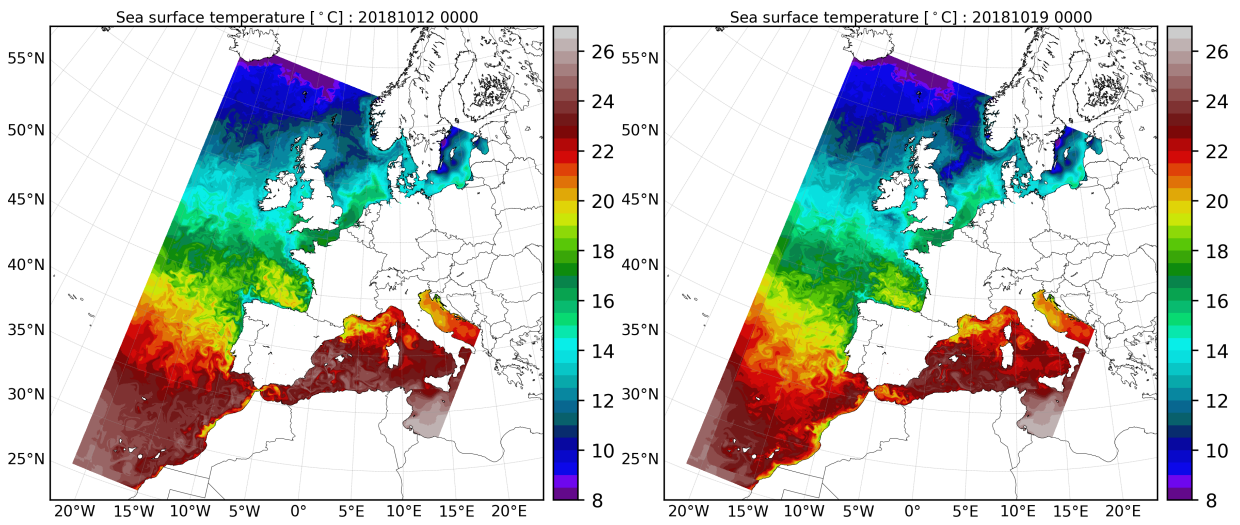 Sea surface temperature [°C] : 20181012 0000
55°N
50°N
45°N
40°N
35°N
30°N
25°N
20°W 15°W 10°W 5°W 0° 5°E 10°E 15°E 20°E
26
24
22
20
18
16
14
12
10
8
Sea surface temperature [°C] : 20181019 0000
55°N
50°N
45°N
40°N
35°N
30°N
25°N
20°W 15°W 10°W 5°W 0° 5°E 10°E 15°E 20°E
26
24
22
20
18
16
14
12
10
8